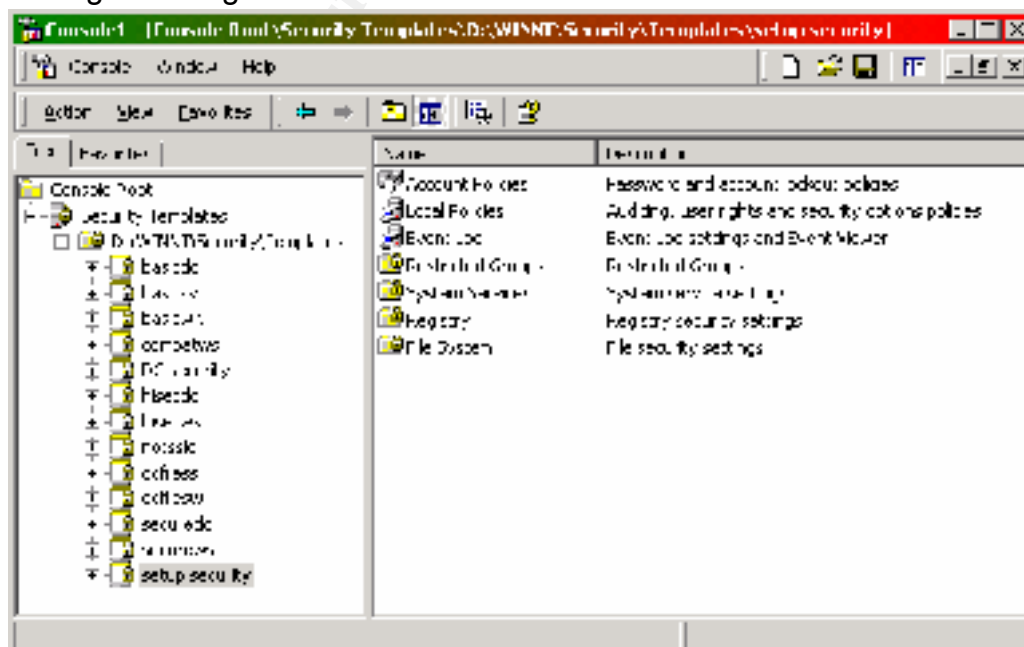 Console1 - [Console Root\Security Templates\D:\WINNT\Security\Templates\setup security]
Console Window Help
Action View Favorites
Tree Favorites
Name Description
Console Root
Security Templates
D:\WINNT\Security\Templates
basicdc
basicsv
basicwk
compatws
DC security
hisecdc
hisecws
notssid
ocfiless
ocfilesw
securedc
securews
setup security
Account Policies Password and account lockout policies
Local Policies Auditing, user rights and security options policies
Event Log Event Log settings and Event Viewer
Restricted Groups Restricted Groups
System Services System service settings
Registry Registry security settings
File System File security settings